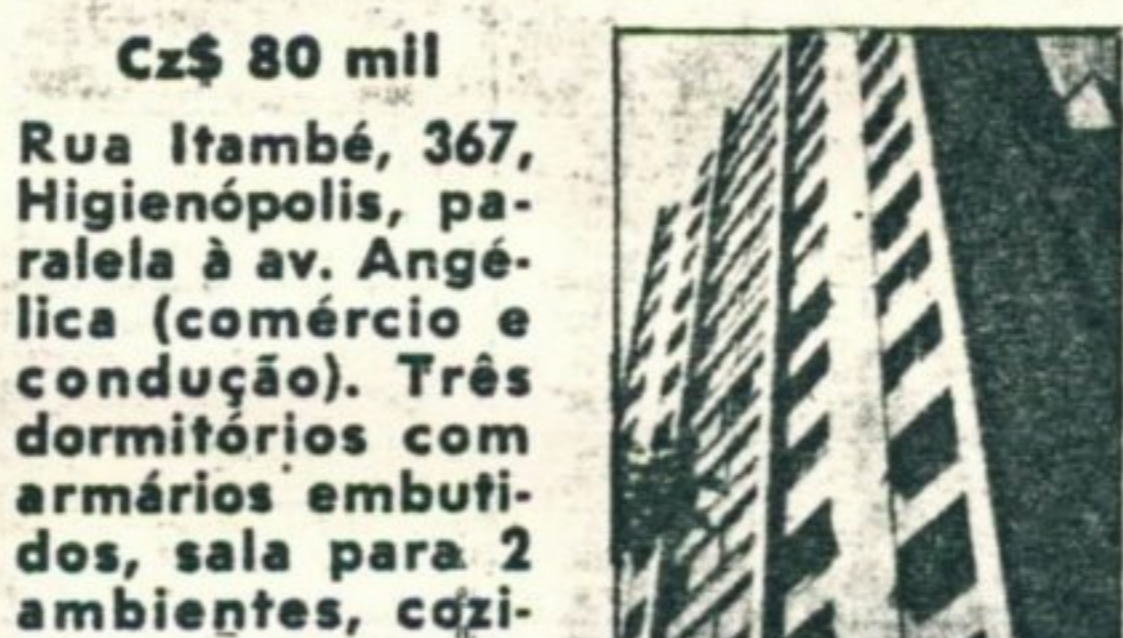 Cz$ 80 mil
Rua Itambé, 367,
Higienópolis, pa-
ralela à av. Angé-
lica (comércio e
condução). Três
dormitórios com
armários embuti-
dos, sala para 2
ambientes, cozi-